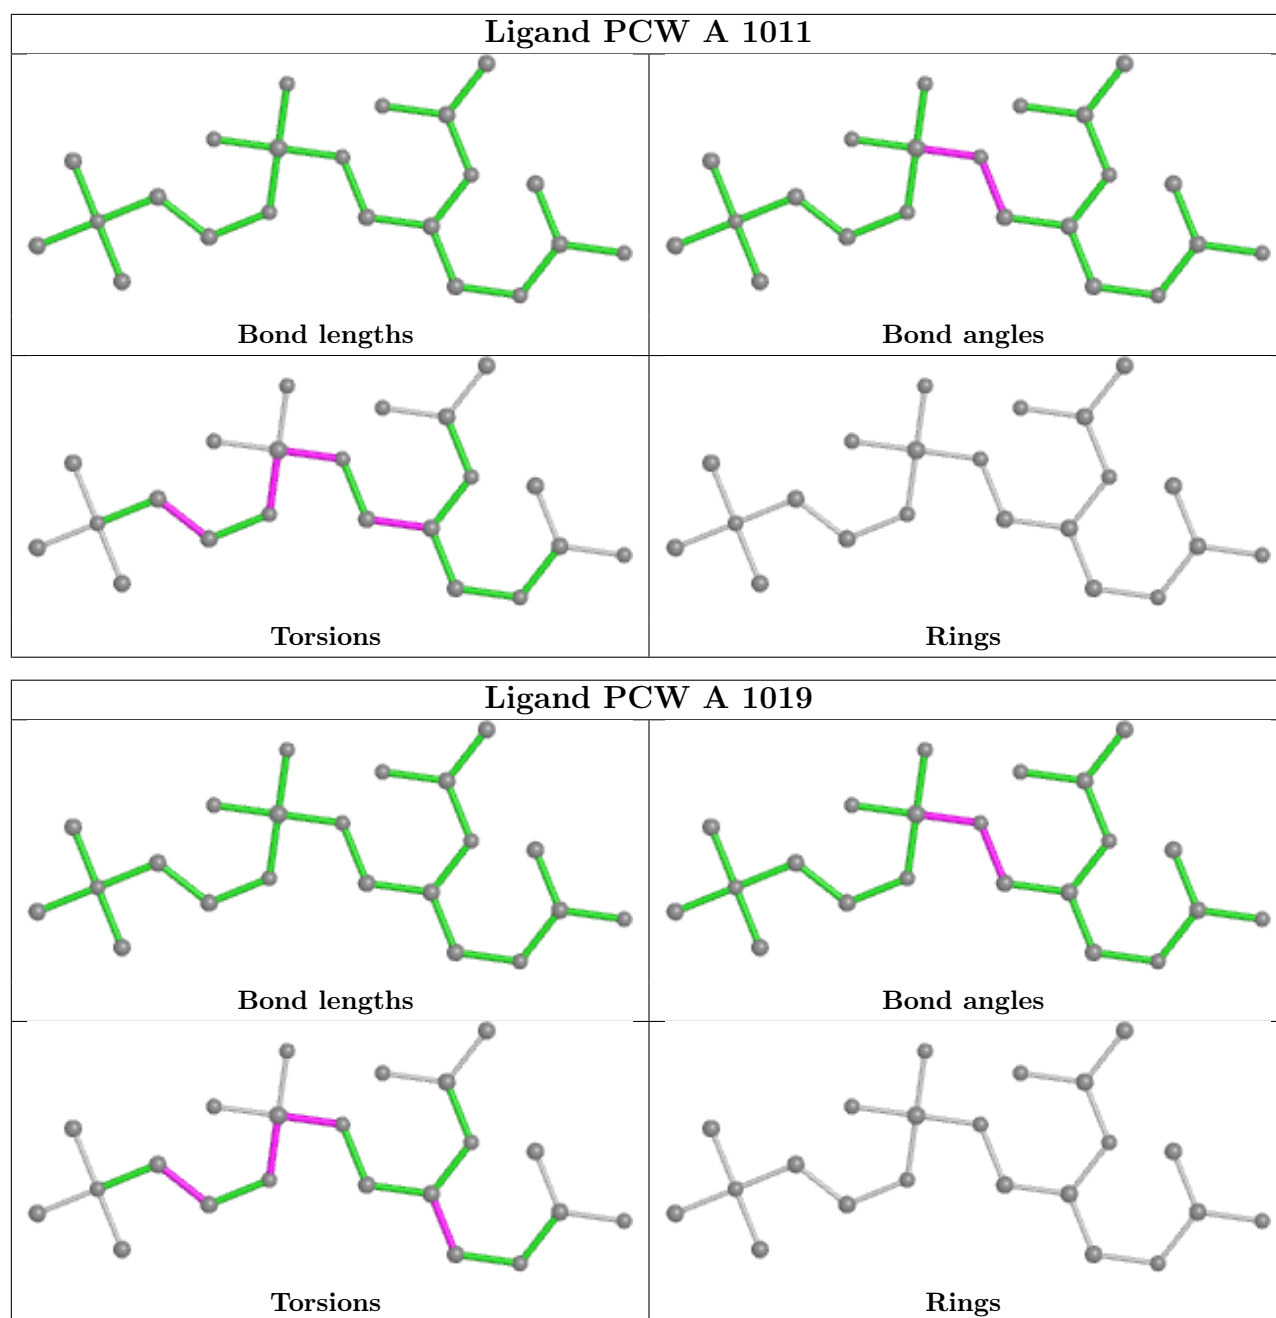 Ligand PCW A 1011
Bond lengths
Bond angles
Torsions
Rings
Ligand PCW A 1019
Bond lengths
Bond angles
Torsions
Rings